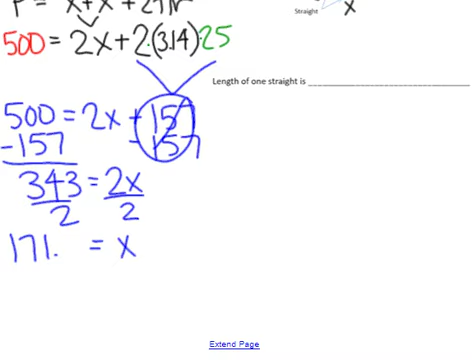 P = x + x + 2πr
Straight x
500 = 2x + 2·(3.14)·25
Length of one straight is ____________________
500 = 2x + 157
-157 - 157
343 = 2x
2 2
171. = x
Extend Page